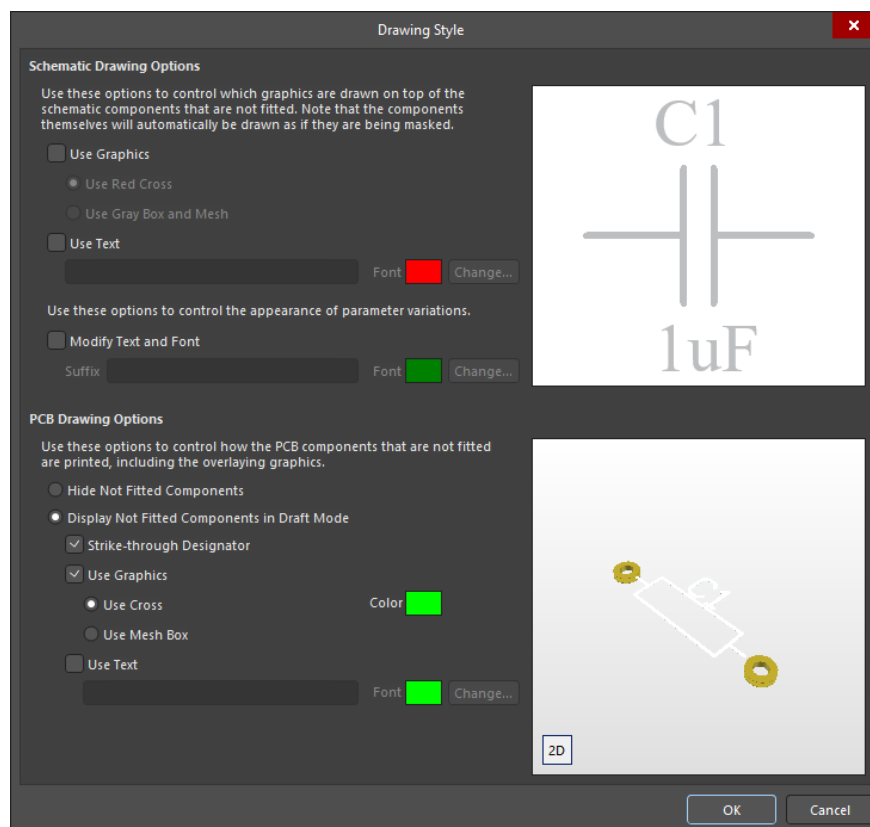 Drawing Style
Schematic Drawing Options
Use these options to control which graphics are drawn on top of the
schematic components that are not fitted. Note that the components
themselves will automatically be drawn as if they are being masked.
Use Graphics
Use Red Cross
Use Gray Box and Mesh
Use Text
Font
Change...
Use these options to control the appearance of parameter variations.
Modify Text and Font
Suffix
Font
Change...
C1
1uF
PCB Drawing Options
Use these options to control how the PCB components that are not fitted
are printed, including the overlaying graphics.
Hide Not Fitted Components
Display Not Fitted Components in Draft Mode
Strike-through Designator
Use Graphics
Use Cross
Color
Use Mesh Box
Use Text
Font
Change...
C1
2D
OK
Cancel